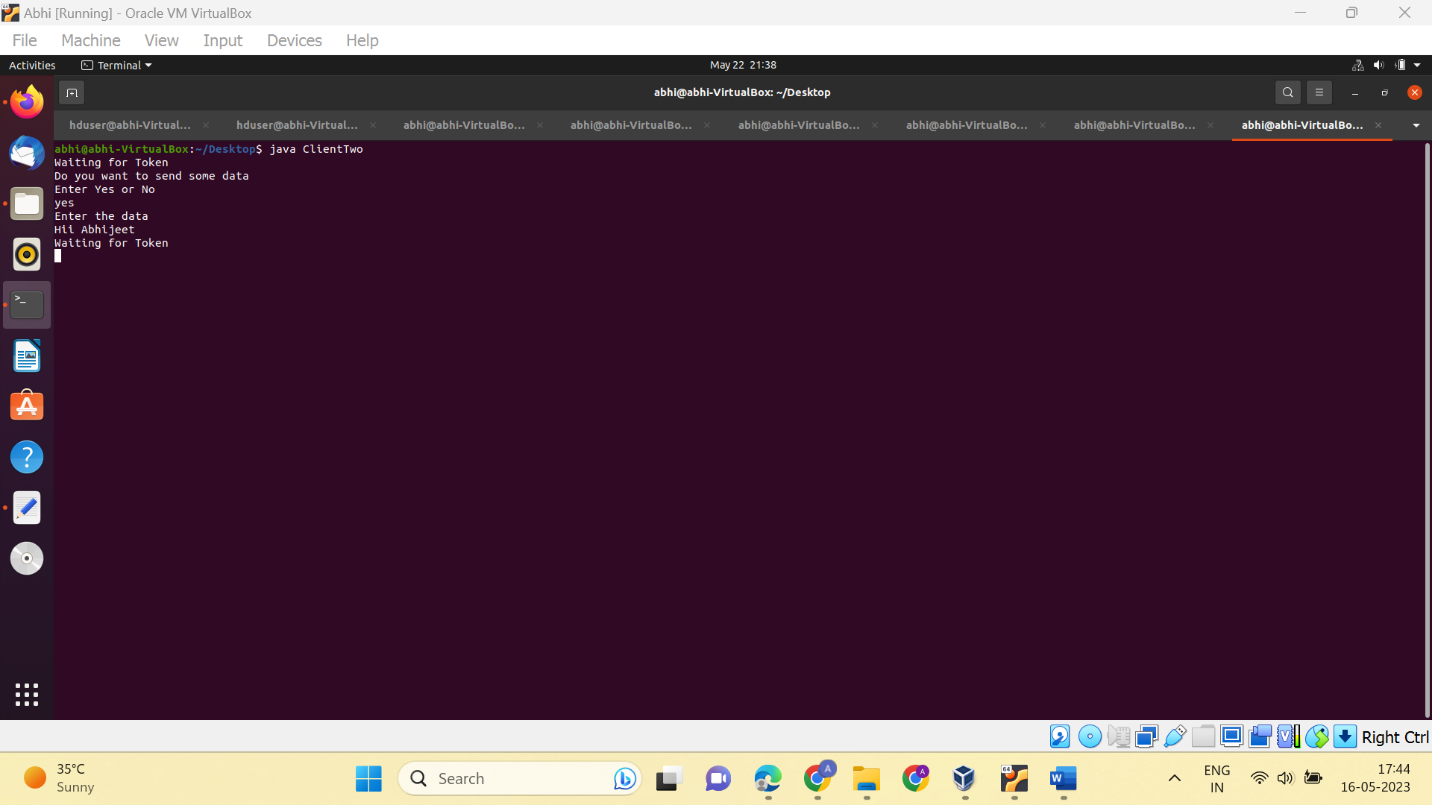 Abhi [Running] - Oracle VM VirtualBox
File Machine View Input Devices Help
Activities Terminal May 22 21:38
abhi@abhi-VirtualBox: ~/Desktop
hduser@abhi-Virtual... hduser@abhi-Virtual... abhi@abhi-VirtualBo... abhi@abhi-VirtualBo... abhi@abhi-VirtualBo... abhi@abhi-VirtualBo... abhi@abhi-VirtualBo... abhi@abhi-VirtualBo...
abhi@abhi-VirtualBox:~/Desktop$ java ClientTwo
Waiting for Token
Do you want to send some data
Enter Yes or No
yes
Enter the data
Hii Abhijeet
Waiting for Token
Right Ctrl
35°C
Sunny
Search
ENG
IN
17:44
16-05-2023